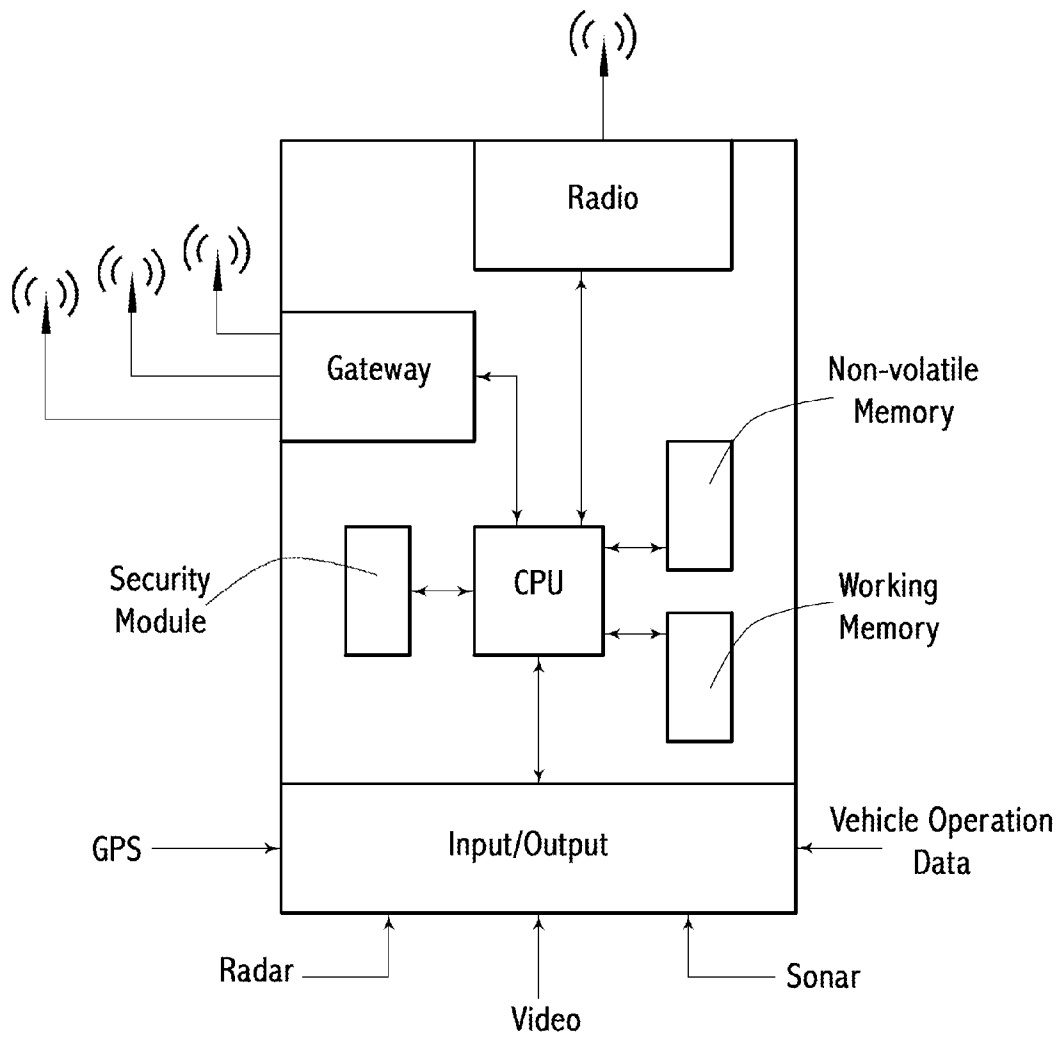 Radio
Gateway
Non-volatile
Memory
Security
Module
CPU
Working
Memory
GPS
Input/Output
Vehicle Operation
Data
Radar
Sonar
Video